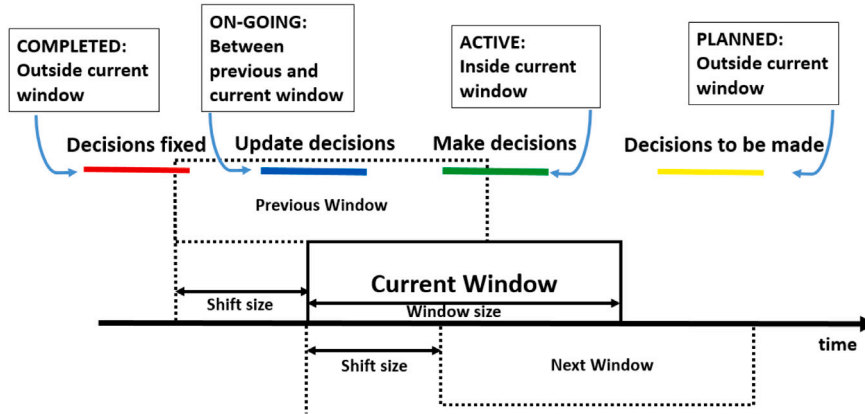 COMPLETED:
Outside current
window
ON-GOING:
Between
previous and
current window
ACTIVE:
Inside current
window
PLANNED:
Outside current
window
Decisions fixed
Update decisions
Make decisions
Decisions to be made
Previous Window
Current Window
Shift size
Window size
time
Shift size
Next Window